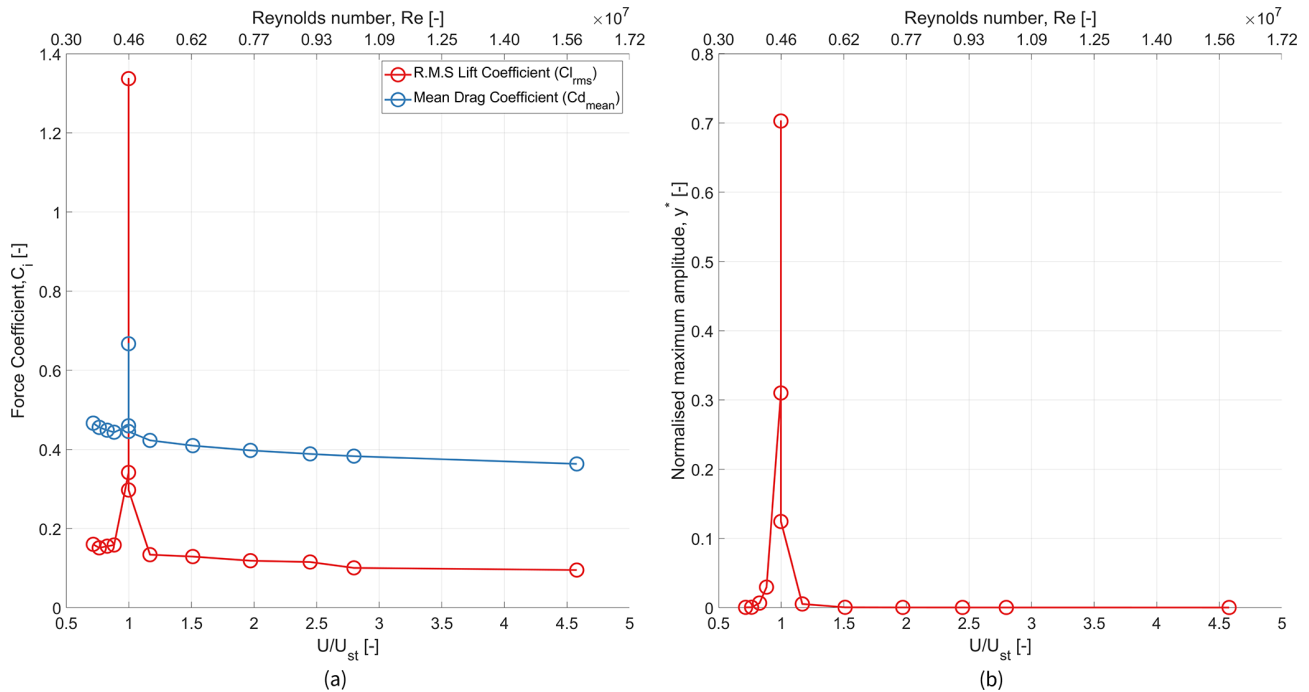 Reynolds number, Re [-]
×10⁷
0.30 0.46 0.62 0.77 0.93 1.09 1.25 1.40 1.56 1.72
1.4
1.2
1
0.8
0.6
0.4
0.2
0
Force Coefficient,C_i [-]
R.M.S Lift Coefficient (Cl_rms)
Mean Drag Coefficient (Cd_mean)
0.5 1 1.5 2 2.5 3 3.5 4 4.5 5
U/U_st [-]
(a)
Reynolds number, Re [-]
×10⁷
0.30 0.46 0.62 0.77 0.93 1.09 1.25 1.40 1.56 1.72
0.8
0.7
0.6
0.5
0.4
0.3
0.2
0.1
0
Normalised maximum amplitude, y* [-]
0.5 1 1.5 2 2.5 3 3.5 4 4.5 5
U/U_st [-]
(b)